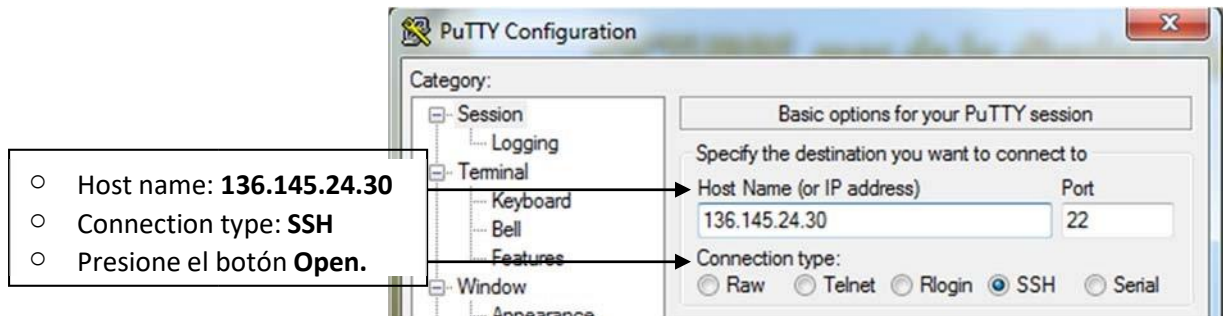 PuTTY Configuration
Category:
Session
Logging
Terminal
Keyboard
Bell
Features
Window
Appearance
Basic options for your PuTTY session
Specify the destination you want to connect to
Host Name (or IP address) Port
136.145.24.30 22
Connection type:
Raw Telnet Rlogin SSH Serial
○ Host name: 136.145.24.30
○ Connection type: SSH
○ Presione el botón Open.